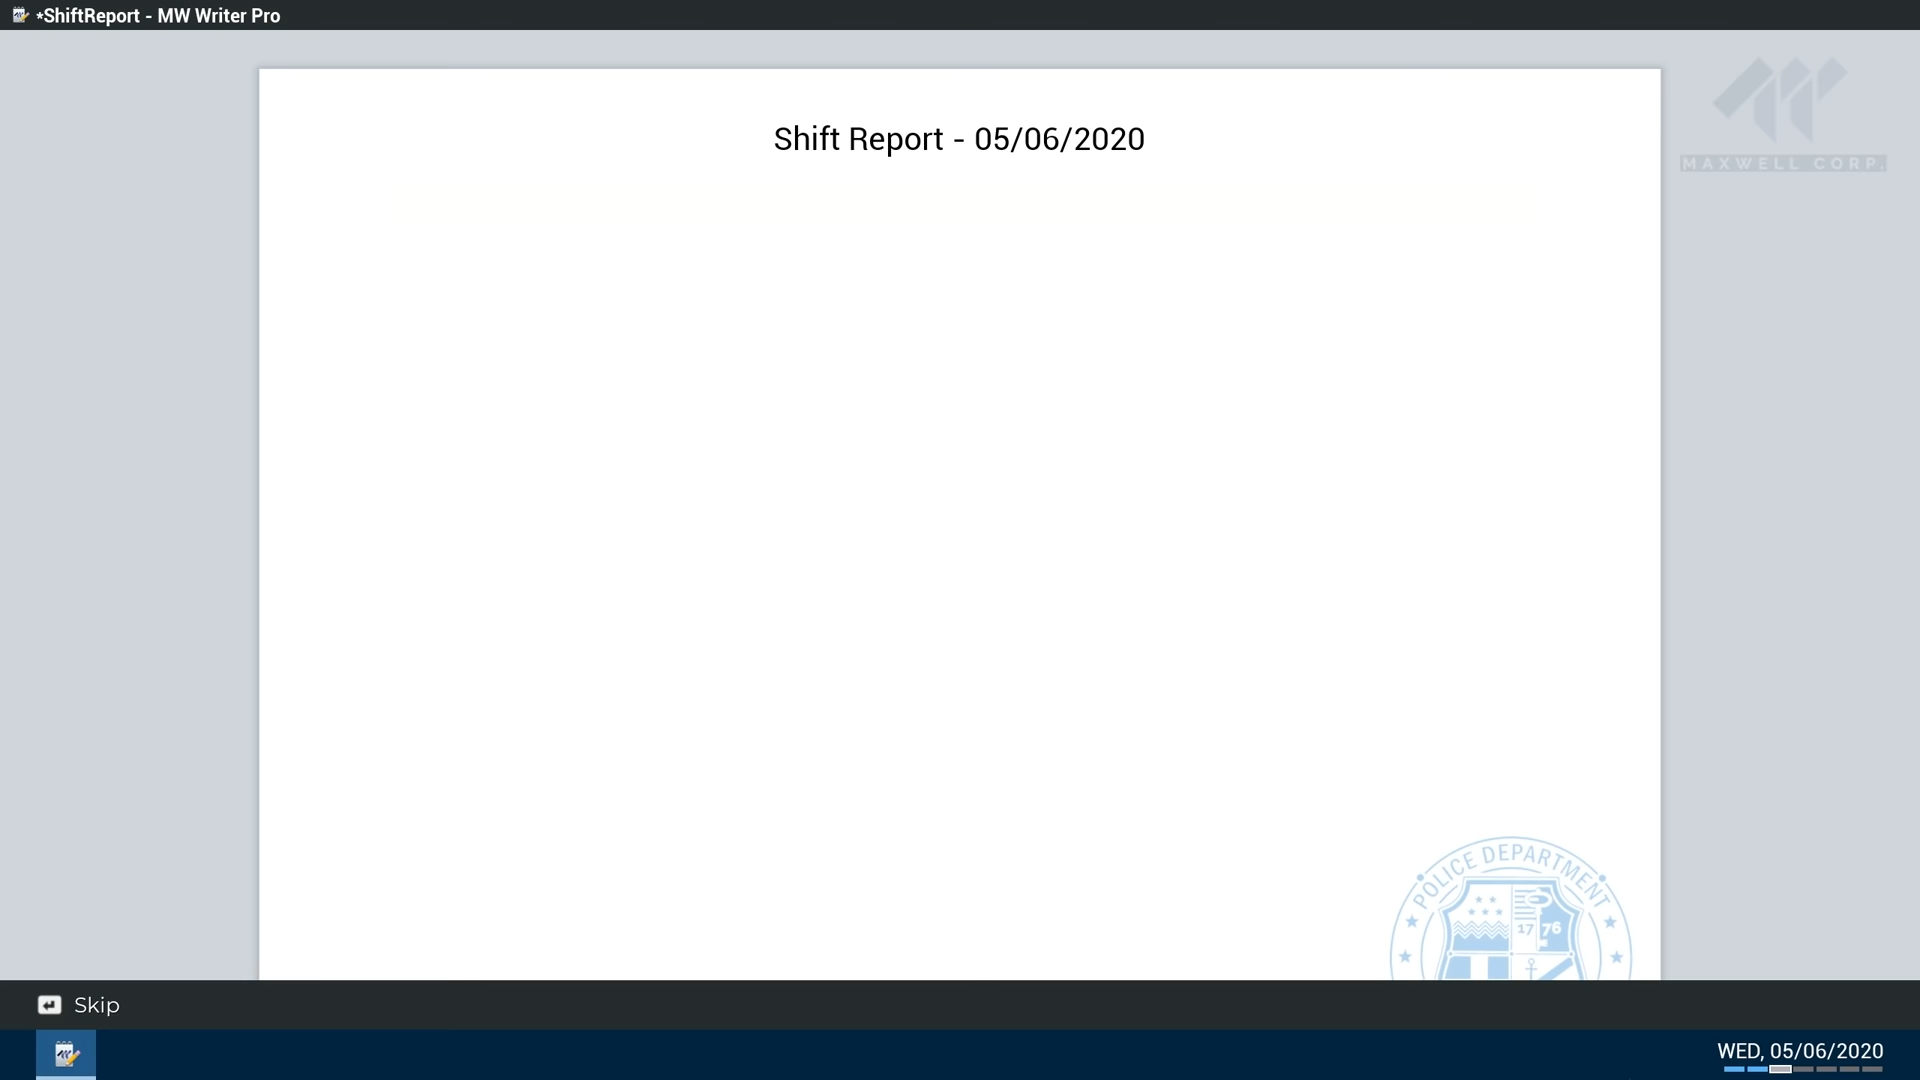 *ShiftReport - MW Writer Pro
MAXWELL CORP.
Shift Report - 05/06/2020
POLICE DEPARTMENT
17 76
Skip
WED, 05/06/2020